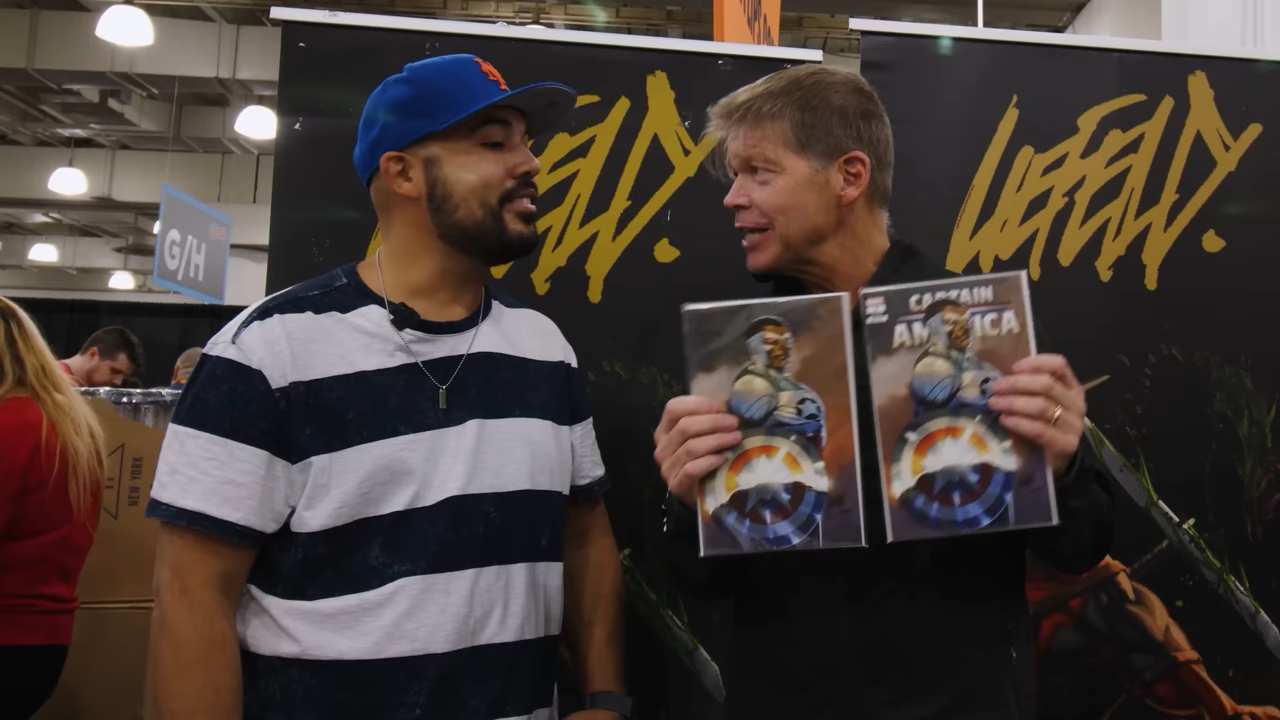 LIEFELD.
LIEFELD.
G/H
NEW YORK
CAPTAIN
AMERICA